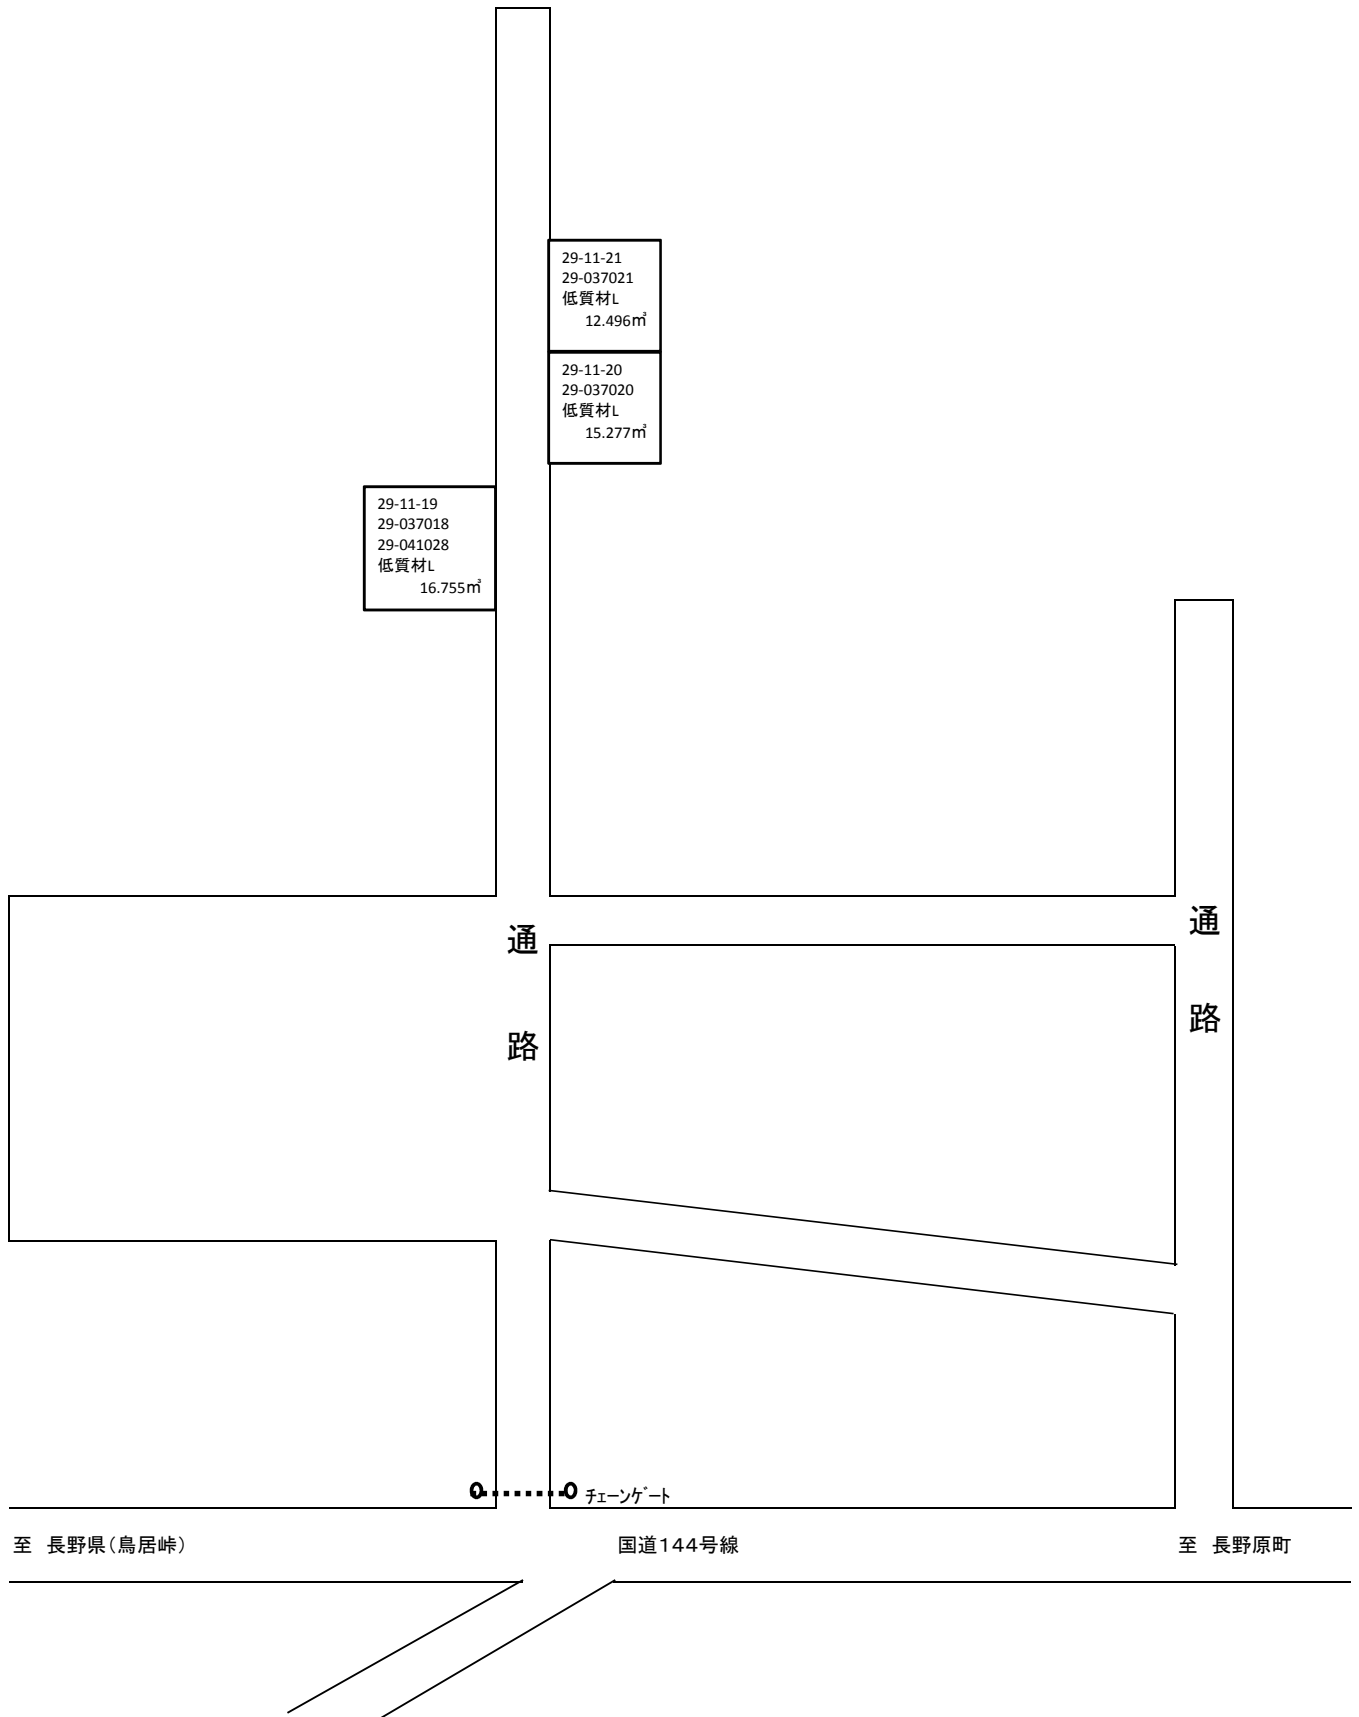 29-11-21
29-037021
低質材L
12.496㎥
29-11-20
29-037020
低質材L
15.277㎥
29-11-19
29-037018
29-041028
低質材L
16.755㎥
通路
通路
チェーンゲート
至 長野県(鳥居峠)
国道144号線
至 長野原町